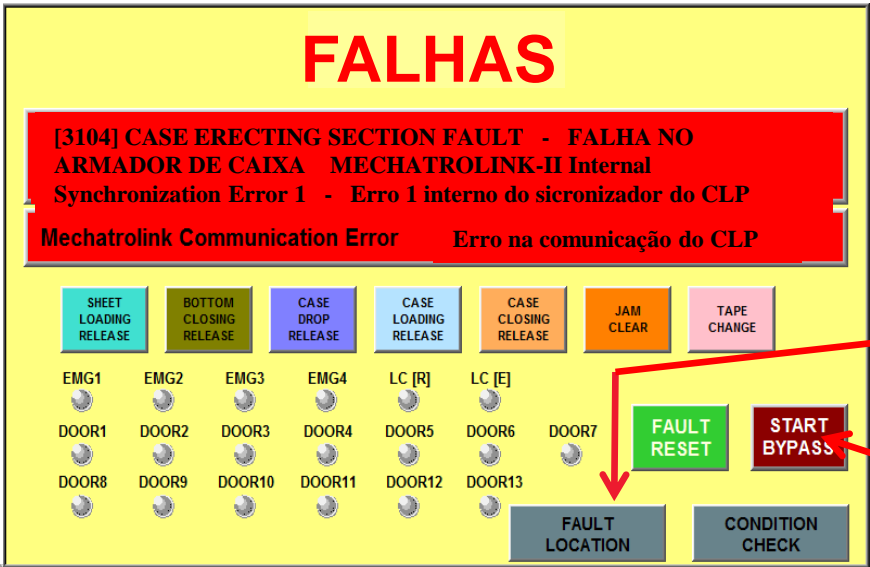 FALHAS
[3104] CASE ERECTING SECTION FAULT - FALHA NO
ARMADOR DE CAIXA MECHATROLINK-II Internal
Synchronization Error 1 - Erro 1 interno do sicronizador do CLP
Mechatrolink Communication Error Erro na comunicação do CLP
SHEET
LOADING
RELEASE
BOTTOM
CLOSING
RELEASE
CASE
DROP
RELEASE
CASE
LOADING
RELEASE
CASE
CLOSING
RELEASE
JAM
CLEAR
TAPE
CHANGE
EMG1 EMG2 EMG3 EMG4 LC [R] LC [E]
DOOR1 DOOR2 DOOR3 DOOR4 DOOR5 DOOR6 DOOR7
FAULT
RESET
START
BYPASS
DOOR8 DOOR9 DOOR10 DOOR11 DOOR12 DOOR13
FAULT
LOCATION
CONDITION
CHECK